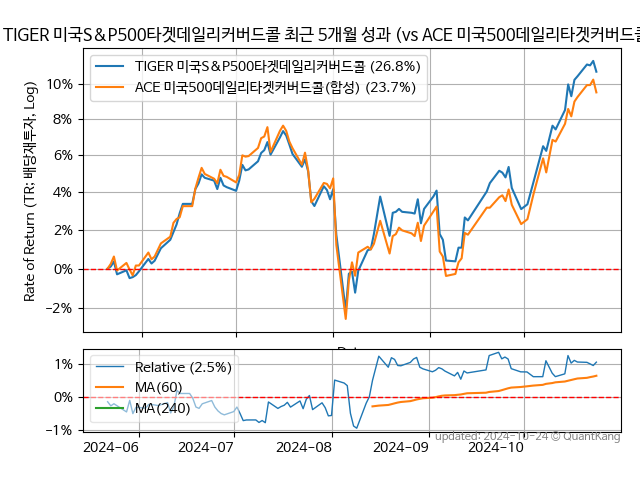 TIGER 미국S&P500타겟데일리커버드콜 최근 5개월 성과 (vs ACE 미국500데일리타겟커버드콜
TIGER 미국S&P500타겟데일리커버드콜 (26.8%)
ACE 미국500데일리타겟커버드콜(합성) (23.7%)
Rate of Return (TR: 배당재투자, Log)
10%
8%
6%
4%
2%
0%
−2%
Relative (2.5%)
MA(60)
MA(240)
1%
0%
−1%
2024-06
2024-07
2024-08
2024-09
2024-10
updated: 2024-10-24 © QuantKang